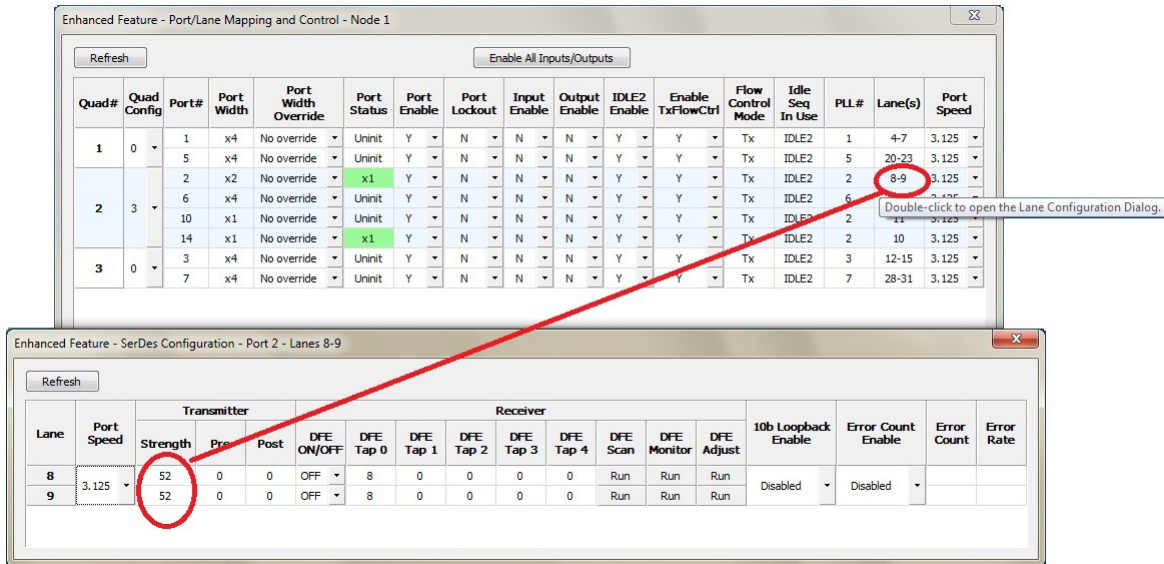 Enhanced Feature - Port/Lane Mapping and Control - Node 1
Refresh Enable All Inputs/Outputs
Quad# Quad Config Port# Port Width Port Width Override Port Status Port Enable Port Lockout Input Enable Output Enable IDLE2 Enable Enable TxFlowCtrl Flow Control Mode Idle Seq In Use PLL# Lane(s) Port Speed
1 0 1 x4 No override Uninit Y N N N Y Y Tx IDLE2 1 4-7 3.125
5 x4 No override Uninit Y N N N Y Y Tx IDLE2 5 20-23 3.125
2 3 2 x2 No override x1 Y N N N Y Y Tx IDLE2 2 8-9 3.125
6 x4 No override Uninit Y N N N Y Y Tx IDLE2 6
Double-click to open the Lane Configuration Dialog.
10 x1 No override Uninit Y N N N Y Y Tx IDLE2 2 11 3.125
14 x1 No override x1 Y N N N Y Y Tx IDLE2 2 10 3.125
3 0 3 x4 No override Uninit Y N N N Y Y Tx IDLE2 3 12-15 3.125
7 x4 No override Uninit Y N N N Y Y Tx IDLE2 7 28-31 3.125
Enhanced Feature - SerDes Configuration - Port 2 - Lanes 8-9
Refresh
Transmitter Receiver
Lane Port Speed Strength Pre Post DFE ON/OFF DFE Tap 0 DFE Tap 1 DFE Tap 2 DFE Tap 3 DFE Tap 4 DFE Scan DFE Monitor DFE Adjust 10b Loopback Enable Error Count Enable Error Count Error Rate
8 3.125 52 0 0 OFF 8 0 0 0 0 Run Run Run Disabled Disabled
9 52 0 0 OFF 8 0 0 0 0 Run Run Run